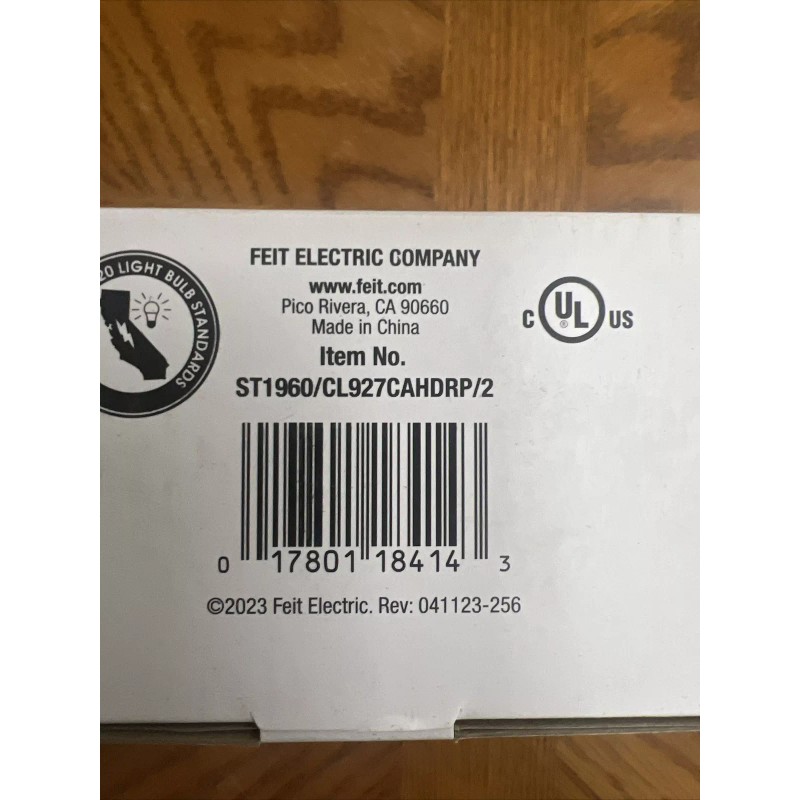 20 LIGHT BULB STANDARDS
FEIT ELECTRIC COMPANY
www.feit.com
Pico Rivera, CA 90660
Made in China
Item No.
ST1960/CL927CAHDRP/2
C UL® US
0 17801 18414 3
©2023 Feit Electric. Rev: 041123-256